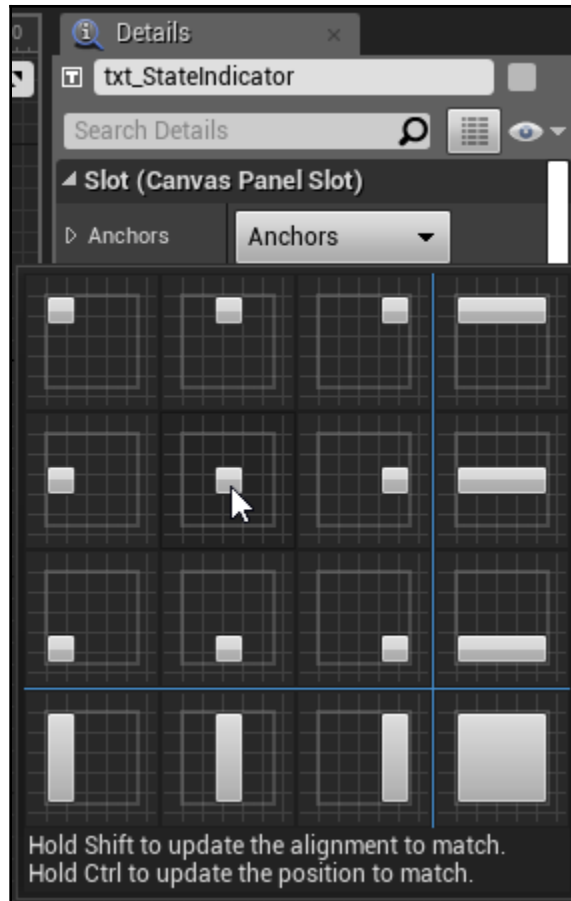 0
Details
txt_StateIndicator
Search Details
Slot (Canvas Panel Slot)
Anchors
Anchors
Hold Shift to update the alignment to match.
Hold Ctrl to update the position to match.